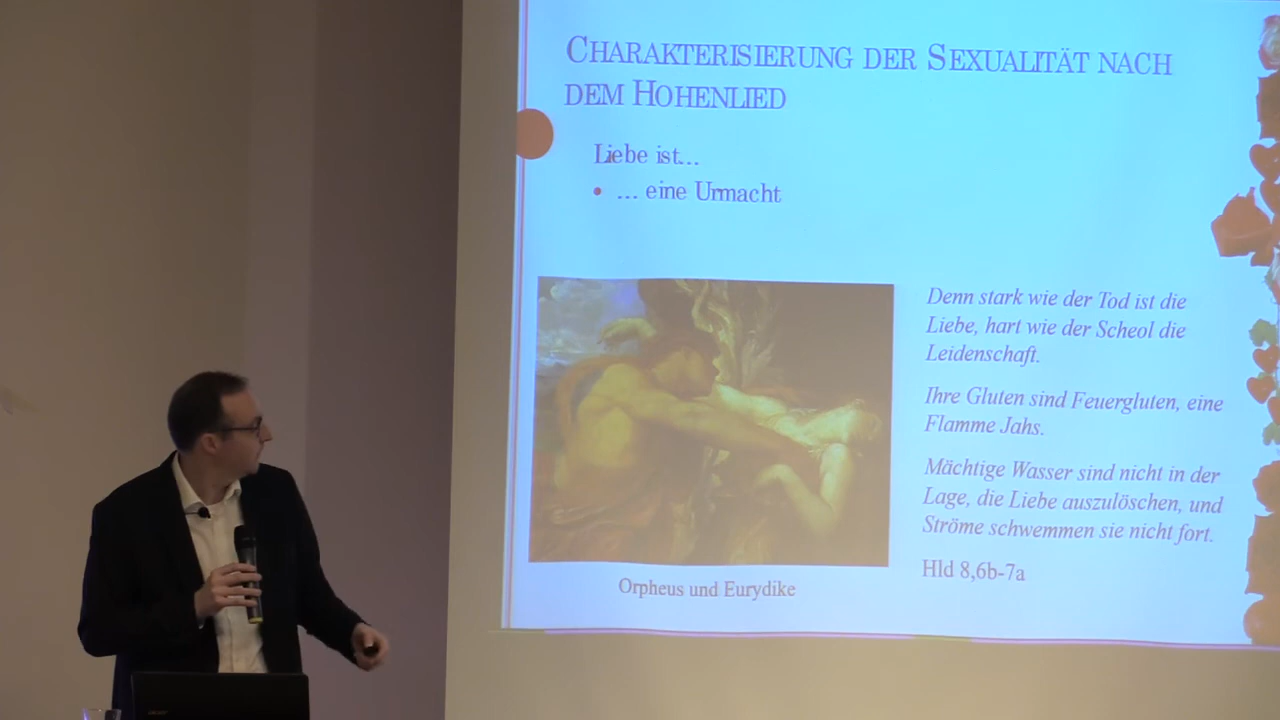 CHARAKTERISIERUNG DER SEXUALITÄT NACH
DEM HOHENLIED
Liebe ist...
• ... eine Urmacht
Denn stark wie der Tod ist die
Liebe, hart wie der Scheol die
Leidenschaft.
Ihre Gluten sind Feuergluten, eine
Flamme Jahs.
Mächtige Wasser sind nicht in der
Lage, die Liebe auszulöschen, und
Ströme schwemmen sie nicht fort.
Hld 8,6b-7a
Orpheus und Eurydike